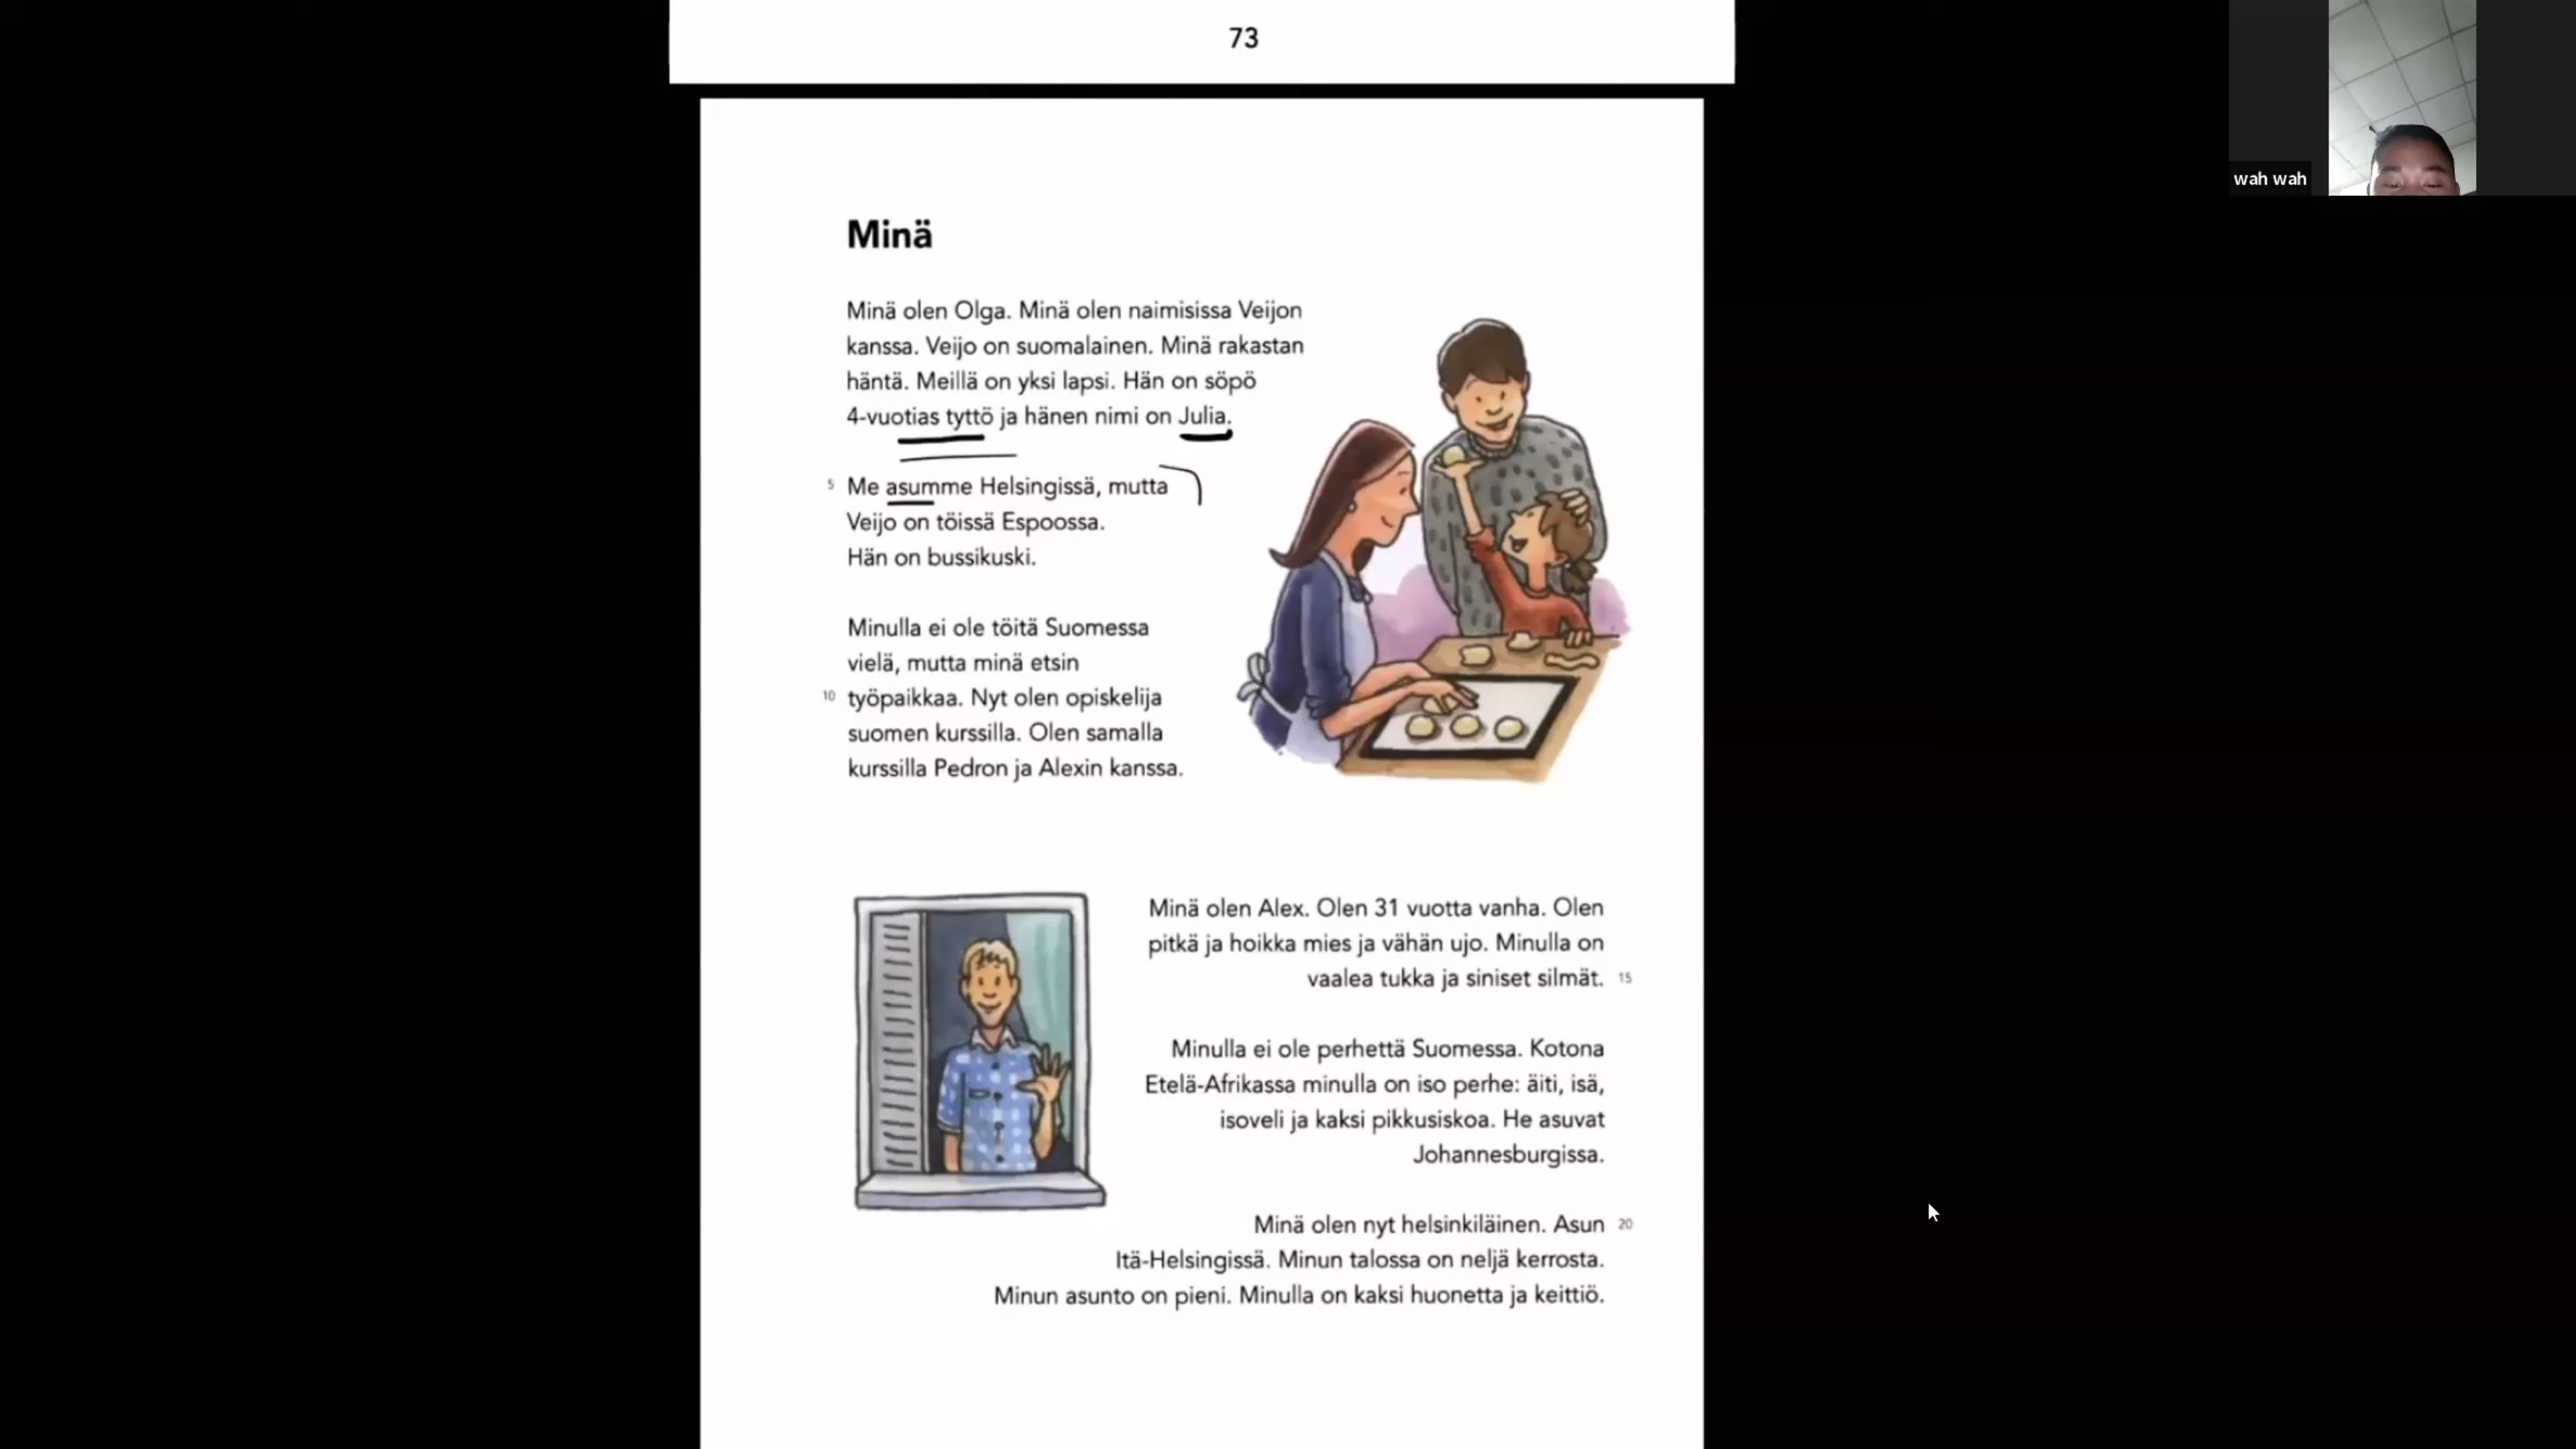 73
wah wah
Minä
Minä olen Olga. Minä olen naimisissa Veijon
kanssa. Veijo on suomalainen. Minä rakastan
häntä. Meillä on yksi lapsi. Hän on söpö
4-vuotias tyttö ja hänen nimi on Julia.
5 Me asumme Helsingissä, mutta
Veijo on töissä Espoossa.
Hän on bussikuski.
Minulla ei ole töitä Suomessa
vielä, mutta minä etsin
10 työpaikkaa. Nyt olen opiskelija
suomen kurssilla. Olen samalla
kurssilla Pedron ja Alexin kanssa.
Minä olen Alex. Olen 31 vuotta vanha. Olen
pitkä ja hoikka mies ja vähän ujo. Minulla on
vaalea tukka ja siniset silmät. 15
Minulla ei ole perhettä Suomessa. Kotona
Etelä-Afrikassa minulla on iso perhe: äiti, isä,
isoveli ja kaksi pikkusiskoa. He asuvat
Johannesburgissa.
Minä olen nyt helsinkiläinen. Asun 20
Itä-Helsingissä. Minun talossa on neljä kerrosta.
Minun asunto on pieni. Minulla on kaksi huonetta ja keittiö.